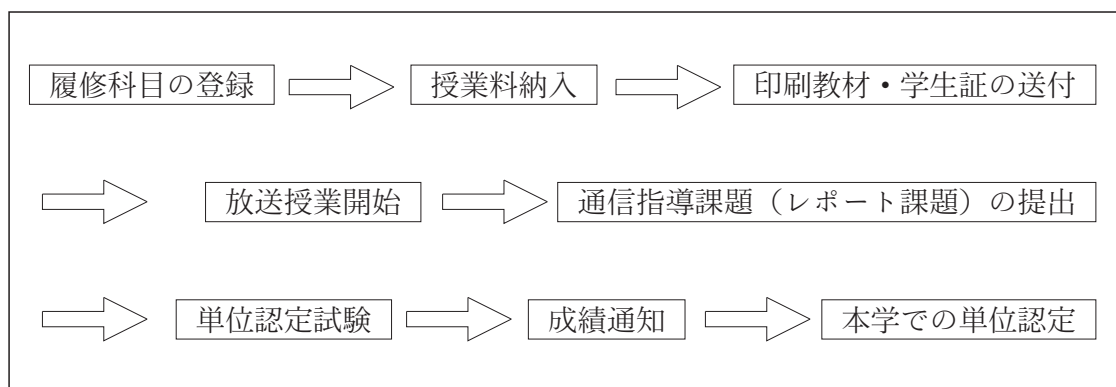 履修科目の登録 授業料納入 印刷教材・学生証の送付
放送授業開始 通信指導課題（レポート課題）の提出
単位認定試験 成績通知 本学での単位認定